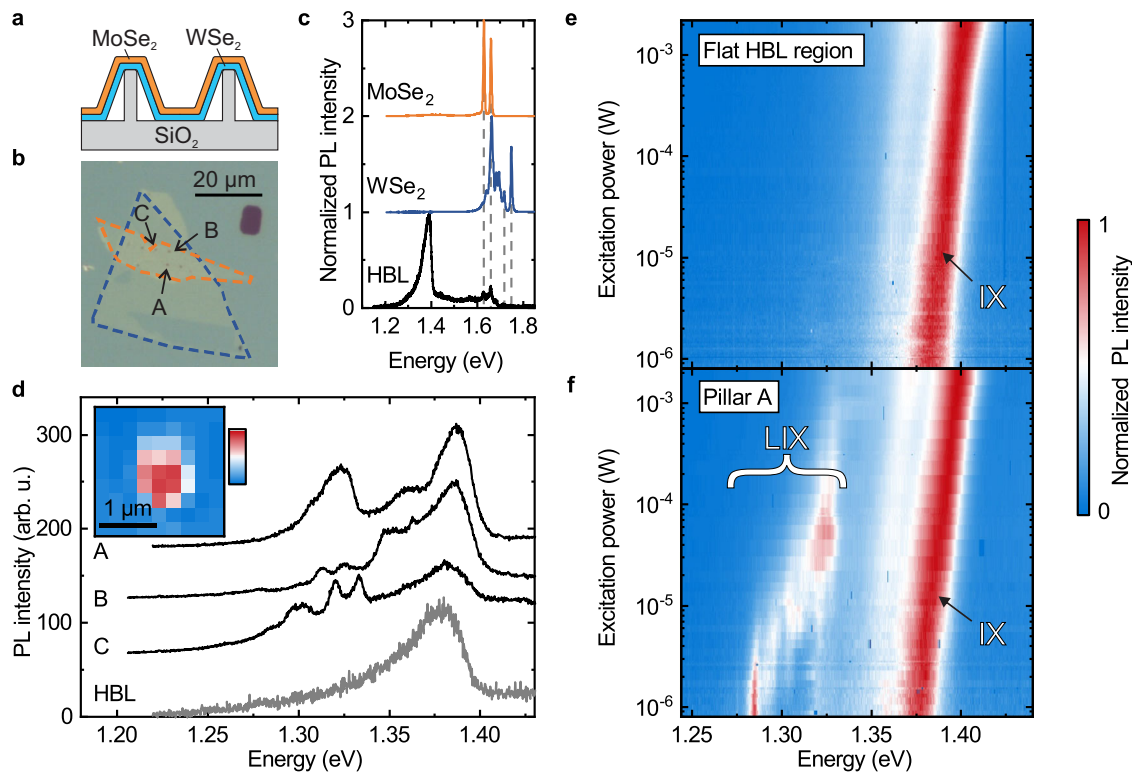 a
MoSe₂
WSe₂
SiO₂
b
20 µm
C
B
A
c
Normalized PL intensity
3
2
1
0
MoSe₂
WSe₂
HBL
1.2
1.4
1.6
1.8
Energy (eV)
d
PL intensity (arb. u.)
300
200
100
0
1 µm
A
B
C
HBL
1.20
1.25
1.30
1.35
1.40
Energy (eV)
e
Flat HBL region
Excitation power (W)
10⁻³
10⁻⁴
10⁻⁵
10⁻⁶
IX
f
Pillar A
LIX
Excitation power (W)
10⁻³
10⁻⁴
10⁻⁵
10⁻⁶
IX
1.25
1.30
1.35
1.40
Energy (eV)
1
0
Normalized PL intensity